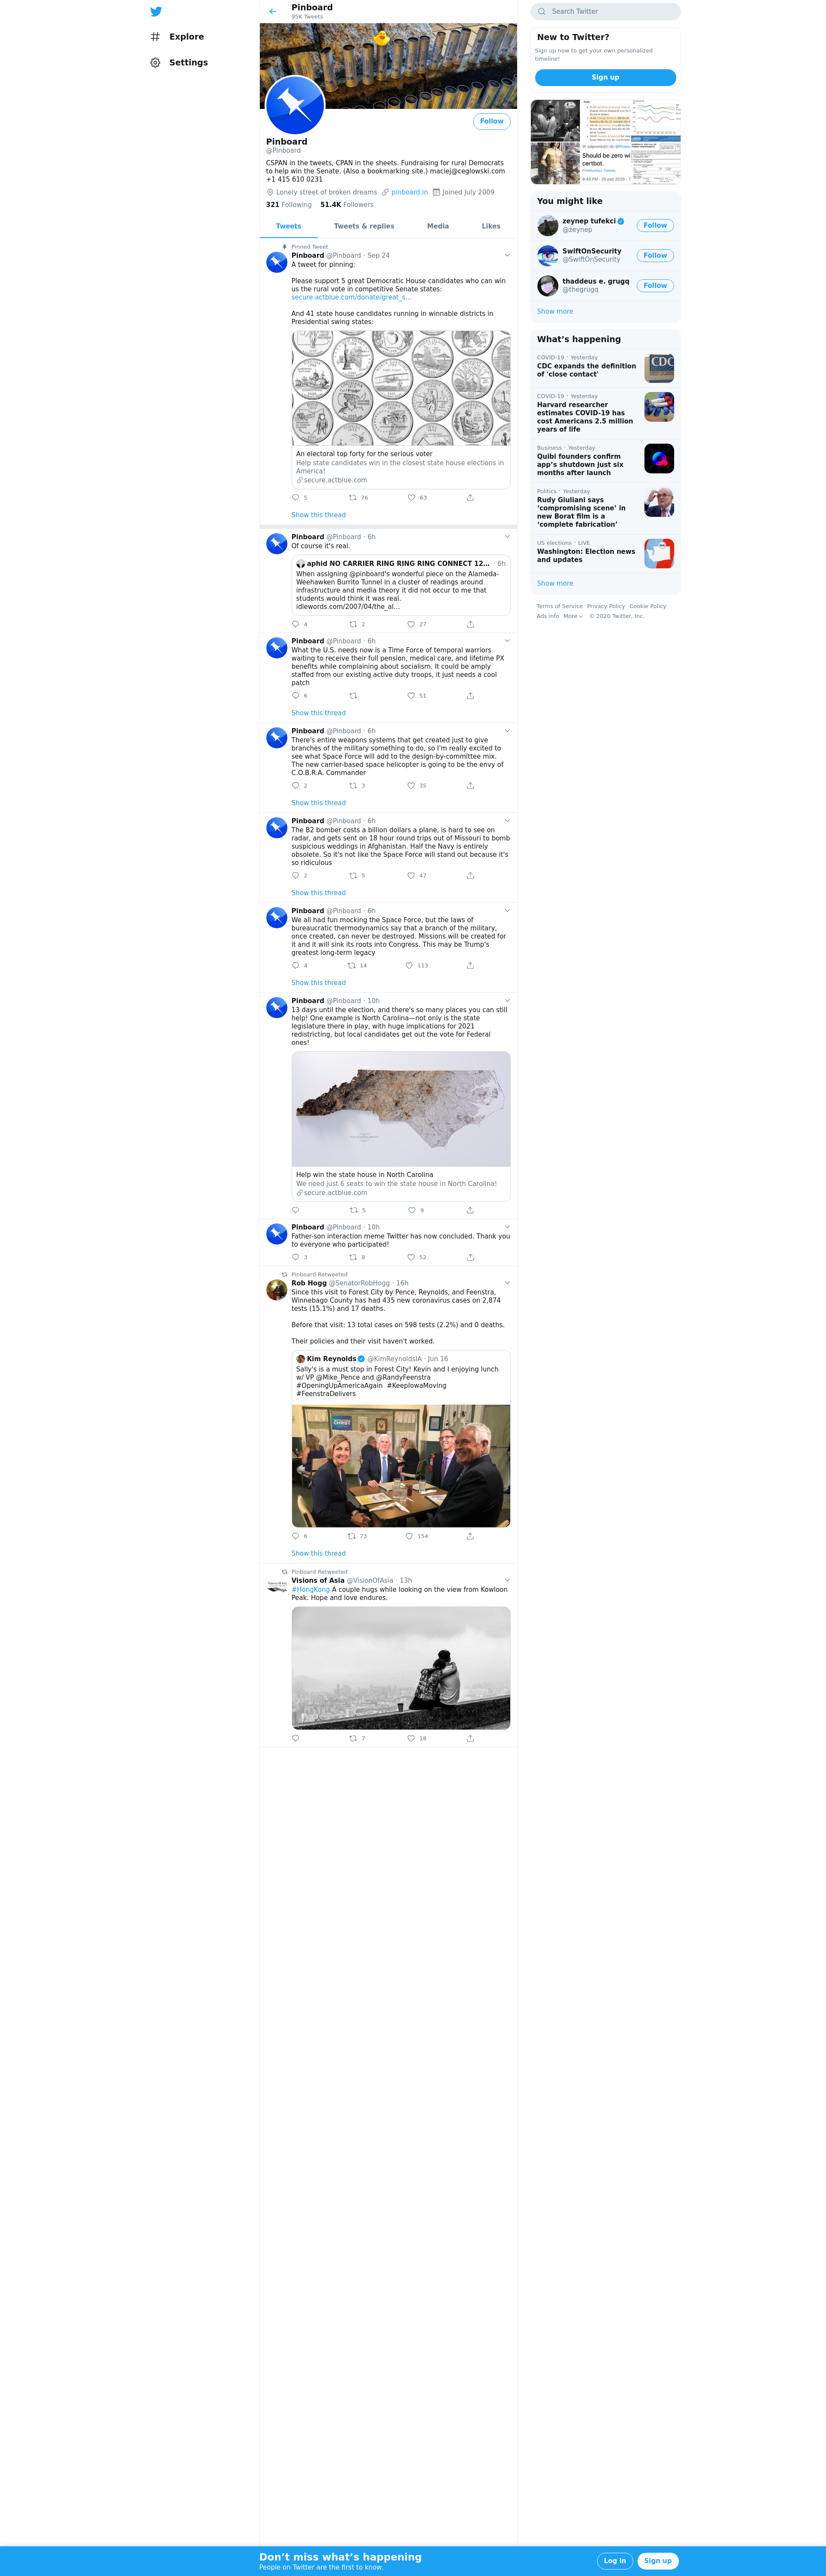 Explore
Settings
Pinboard
95K Tweets
Follow
Pinboard
@Pinboard
CSPAN in the tweets, CPAN in the sheets. Fundraising for rural Democrats
to help win the Senate. (Also a bookmarking site.) maciej@ceglowski.com
+1 415 610 0231
Lonely street of broken dreams pinboard.in Joined July 2009
321 Following 51.4K Followers
Tweets Tweets & replies Media Likes
Pinned Tweet
Pinboard @Pinboard · Sep 24
A tweet for pinning:
Please support 5 great Democratic House candidates who can win
us the rural vote in competitive Senate states:
secure.actblue.com/donate/great_s…
And 41 state house candidates running in winnable districts in
Presidential swing states:
An electoral top forty for the serious voter
Help state candidates win in the closest state house elections in
America!
secure.actblue.com
5 76 63
Show this thread
Pinboard @Pinboard · 6h
Of course it's real.
aphid NO CARRIER RING RING RING CONNECT 12… · 6h
When assigning @pinboard's wonderful piece on the Alameda-
Weehawken Burrito Tunnel in a cluster of readings around
infrastructure and media theory it did not occur to me that
students would think it was real.
idlewords.com/2007/04/the_al…
4 2 27
Pinboard @Pinboard · 6h
What the U.S. needs now is a Time Force of temporal warriors
waiting to receive their full pension, medical care, and lifetime PX
benefits while complaining about socialism. It could be amply
staffed from our existing active duty troops, it just needs a cool
patch
6 51
Show this thread
Pinboard @Pinboard · 6h
There's entire weapons systems that get created just to give
branches of the military something to do, so I'm really excited to
see what Space Force will add to the design-by-committee mix.
The new carrier-based space helicopter is going to be the envy of
C.O.B.R.A. Commander
2 3 35
Show this thread
Pinboard @Pinboard · 6h
The B2 bomber costs a billion dollars a plane, is hard to see on
radar, and gets sent on 18 hour round trips out of Missouri to bomb
suspicious weddings in Afghanistan. Half the Navy is entirely
obsolete. So it's not like the Space Force will stand out because it's
so ridiculous
2 5 47
Show this thread
Pinboard @Pinboard · 6h
We all had fun mocking the Space Force, but the laws of
bureaucratic thermodynamics say that a branch of the military,
once created, can never be destroyed. Missions will be created for
it and it will sink its roots into Congress. This may be Trump's
greatest long-term legacy
4 14 113
Show this thread
Pinboard @Pinboard · 10h
13 days until the election, and there's so many places you can still
help! One example is North Carolina—not only is the state
legislature there in play, with huge implications for 2021
redistricting, but local candidates get out the vote for Federal
ones!
Help win the state house in North Carolina
We need just 6 seats to win the state house in North Carolina!
secure.actblue.com
5 9
Pinboard @Pinboard · 10h
Father-son interaction meme Twitter has now concluded. Thank you
to everyone who participated!
3 8 52
Pinboard Retweeted
Rob Hogg @SenatorRobHogg · 16h
Since this visit to Forest City by Pence, Reynolds, and Feenstra,
Winnebago County has had 435 new coronavirus cases on 2,874
tests (15.1%) and 17 deaths.
Before that visit: 13 total cases on 598 tests (2.2%) and 0 deaths.
Their policies and their visit haven't worked.
Kim Reynolds @KimReynoldsIA · Jun 16
Sally's is a must stop in Forest City! Kevin and I enjoying lunch
w/ VP @Mike_Pence and @RandyFeenstra
#OpeningUpAmericaAgain #KeepIowaMoving
#FeenstraDelivers
6 73 154
Show this thread
Pinboard Retweeted
Visions of Asia @VisionOfAsia · 13h
#HongKong A couple hugs while looking on the view from Kowloon
Peak. Hope and love endures.
7 18
Search Twitter
New to Twitter?
Sign up now to get your own personalized
timeline!
Sign up
Should be zero wi
certbot.
You might like
zeynep tufekci
@zeynep
Follow
SwiftOnSecurity
@SwiftOnSecurity
Follow
thaddeus e. grugq
@thegrugq
Follow
Show more
What's happening
COVID-19 · Yesterday
CDC expands the definition
of 'close contact'
CDC
COVID-19 · Yesterday
Harvard researcher
estimates COVID-19 has
cost Americans 2.5 million
years of life
Business · Yesterday
Quibi founders confirm
app's shutdown just six
months after launch
Politics · Yesterday
Rudy Giuliani says
'compromising scene' in
new Borat film is a
'complete fabrication'
US elections · LIVE
Washington: Election news
and updates
Show more
Terms of Service Privacy Policy Cookie Policy
Ads info More © 2020 Twitter, Inc.
Don't miss what's happening
People on Twitter are the first to know.
Log in
Sign up